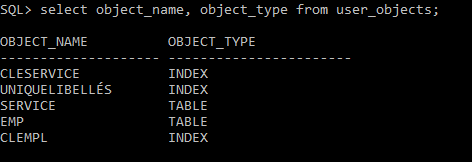 SQL> select object_name, object_type from user_objects;
OBJECT_NAME OBJECT_TYPE
-------------------- -----------------------
CLESERVICE INDEX
UNIQUELIBELLÉS INDEX
SERVICE TABLE
EMP TABLE
CLEMPL INDEX